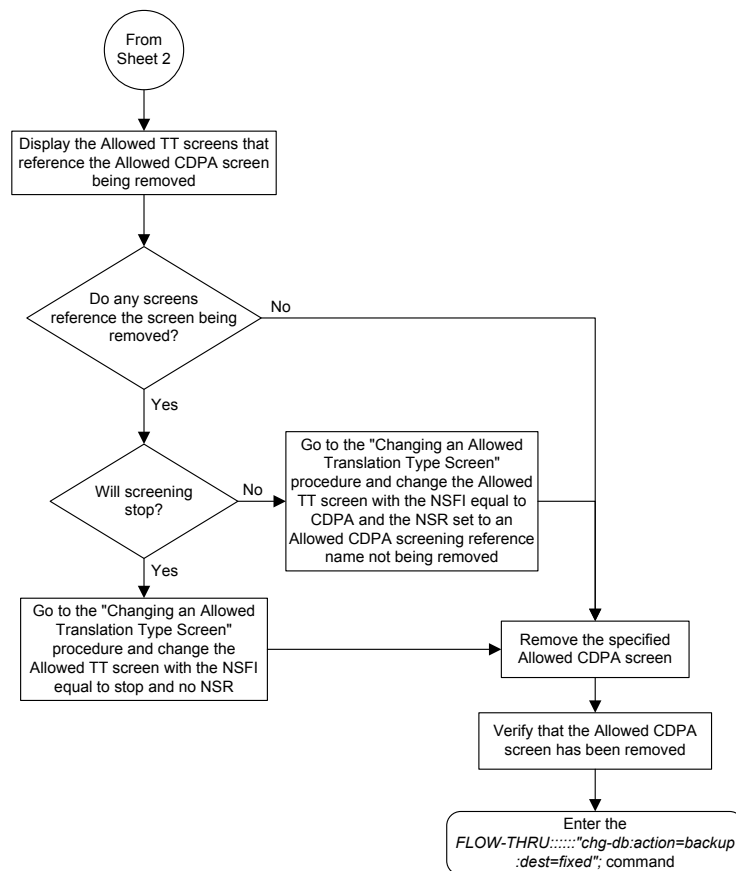 From
Sheet 2
Display the Allowed TT screens that
reference the Allowed CDPA screen
being removed
Do any screens
reference the screen being
removed?
No
Yes
Will screening
stop?
No
Go to the "Changing an Allowed
Translation Type Screen"
procedure and change the Allowed
TT screen with the NSFI equal to
CDPA and the NSR set to an
Allowed CDPA screening reference
name not being removed
Yes
Go to the "Changing an Allowed
Translation Type Screen"
procedure and change the
Allowed TT screen with the NSFI
equal to stop and no NSR
Remove the specified
Allowed CDPA screen
Verify that the Allowed CDPA
screen has been removed
Enter the
FLOW-THRU::::::"chg-db:action=backup
:dest=fixed"; command